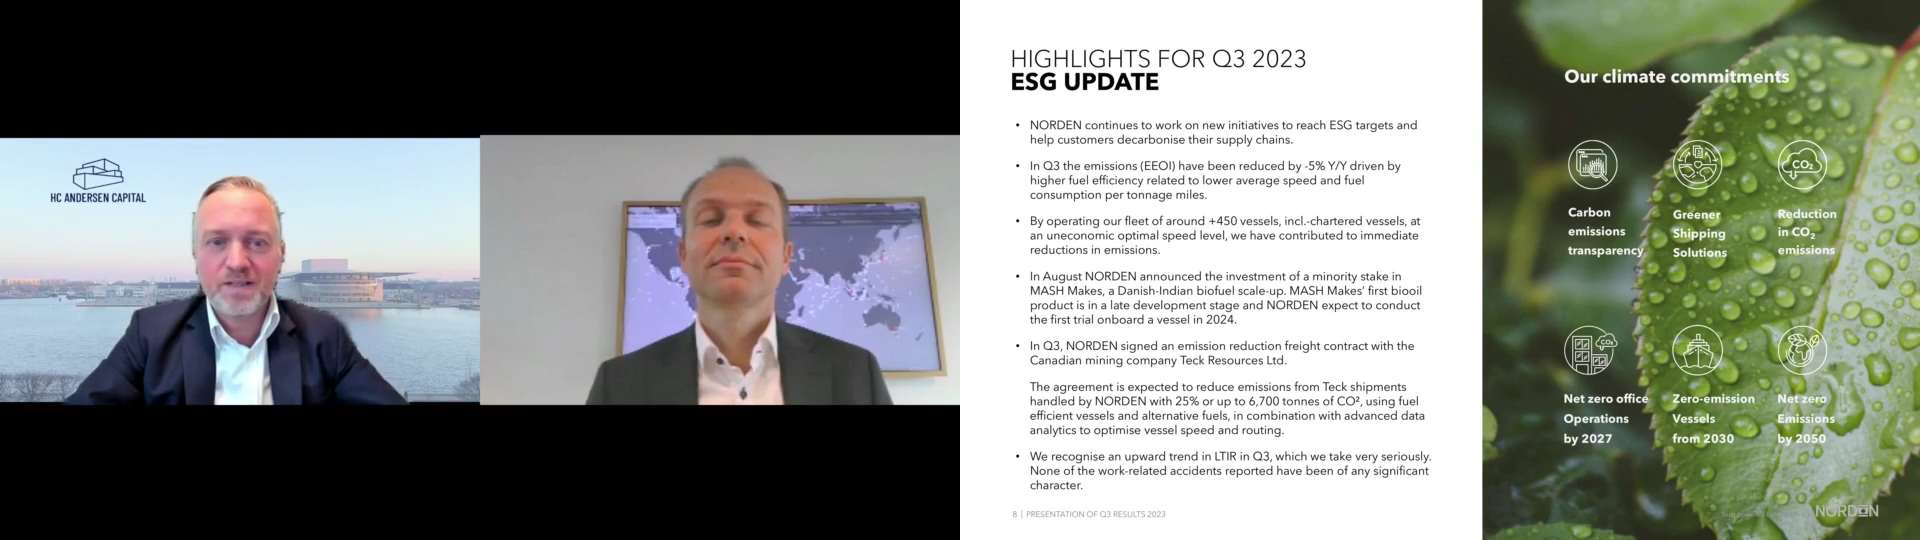 HC ANDERSEN CAPITAL
HIGHLIGHTS FOR Q3 2023
ESG UPDATE
• NORDEN continues to work on new initiatives to reach ESG targets and
help customers decarbonise their supply chains.
• In Q3 the emissions (EEOI) have been reduced by -5% Y/Y driven by
higher fuel efficiency related to lower average speed and fuel
consumption per tonnage miles.
• By operating our fleet of around +450 vessels, incl.-chartered vessels, at
an uneconomic optimal speed level, we have contributed to immediate
reductions in emissions.
• In August NORDEN announced the investment of a minority stake in
MASH Makes, a Danish-Indian biofuel scale-up. MASH Makes’ first biooil
product is in a late development stage and NORDEN expect to conduct
the first trial onboard a vessel in 2024.
• In Q3, NORDEN signed an emission reduction freight contract with the
Canadian mining company Teck Resources Ltd.
The agreement is expected to reduce emissions from Teck shipments
handled by NORDEN with 25% or up to 6,700 tonnes of CO², using fuel
efficient vessels and alternative fuels, in combination with advanced data
analytics to optimise vessel speed and routing.
• We recognise an upward trend in LTIR in Q3, which we take very seriously.
None of the work-related accidents reported have been of any significant
character.
8 | PRESENTATION OF Q3 RESULTS 2023
Our climate commitments
CO₂
Carbon
emissions
transparency
Greener
Shipping
Solutions
Reduction
in CO₂
emissions
CO₂
Net zero office
Operations
by 2027
Zero-emission
Vessels
from 2030
Net zero
Emissions
by 2050
NORDEN